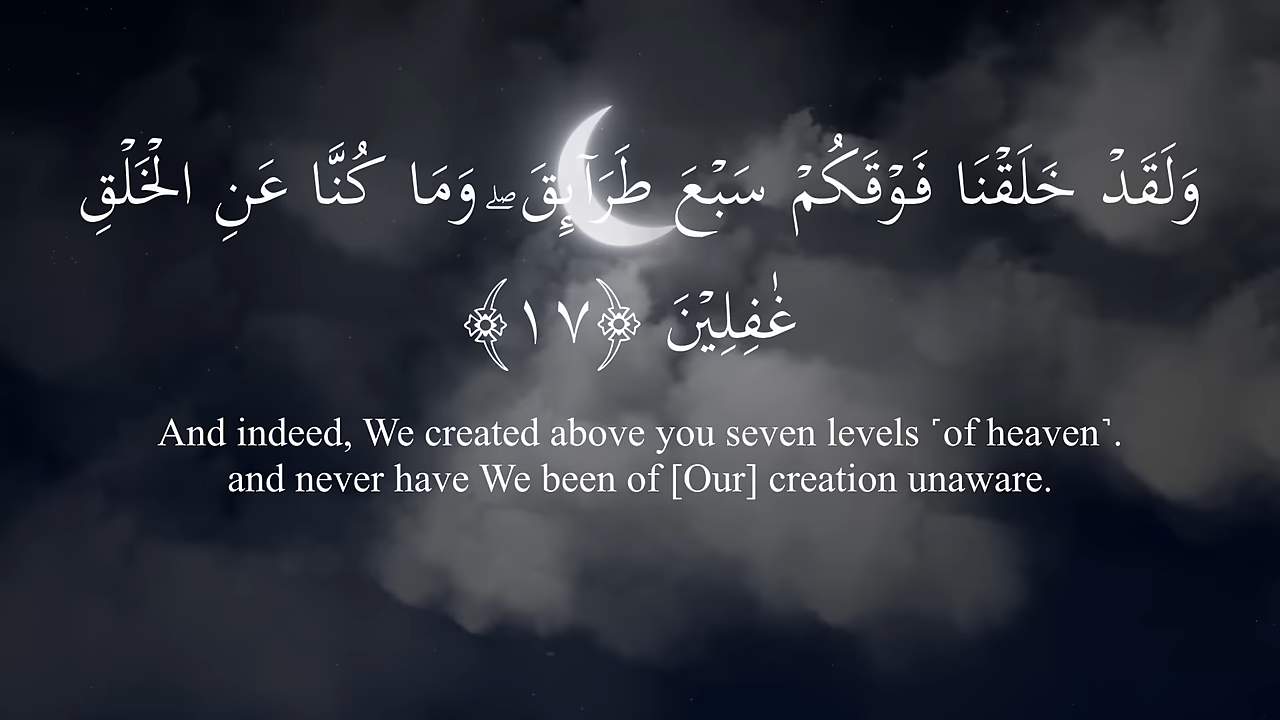 وَلَقَدْ خَلَقْنَا فَوْقَكُمْ سَبْعَ طَرَآئِقَ ۖ وَمَا كُنَّا عَنِ الْخَلْقِ
غٰفِلِيْنَ ﴿١٧﴾
And indeed, We created above you seven levels ˹of heaven˺.
and never have We been of [Our] creation unaware.